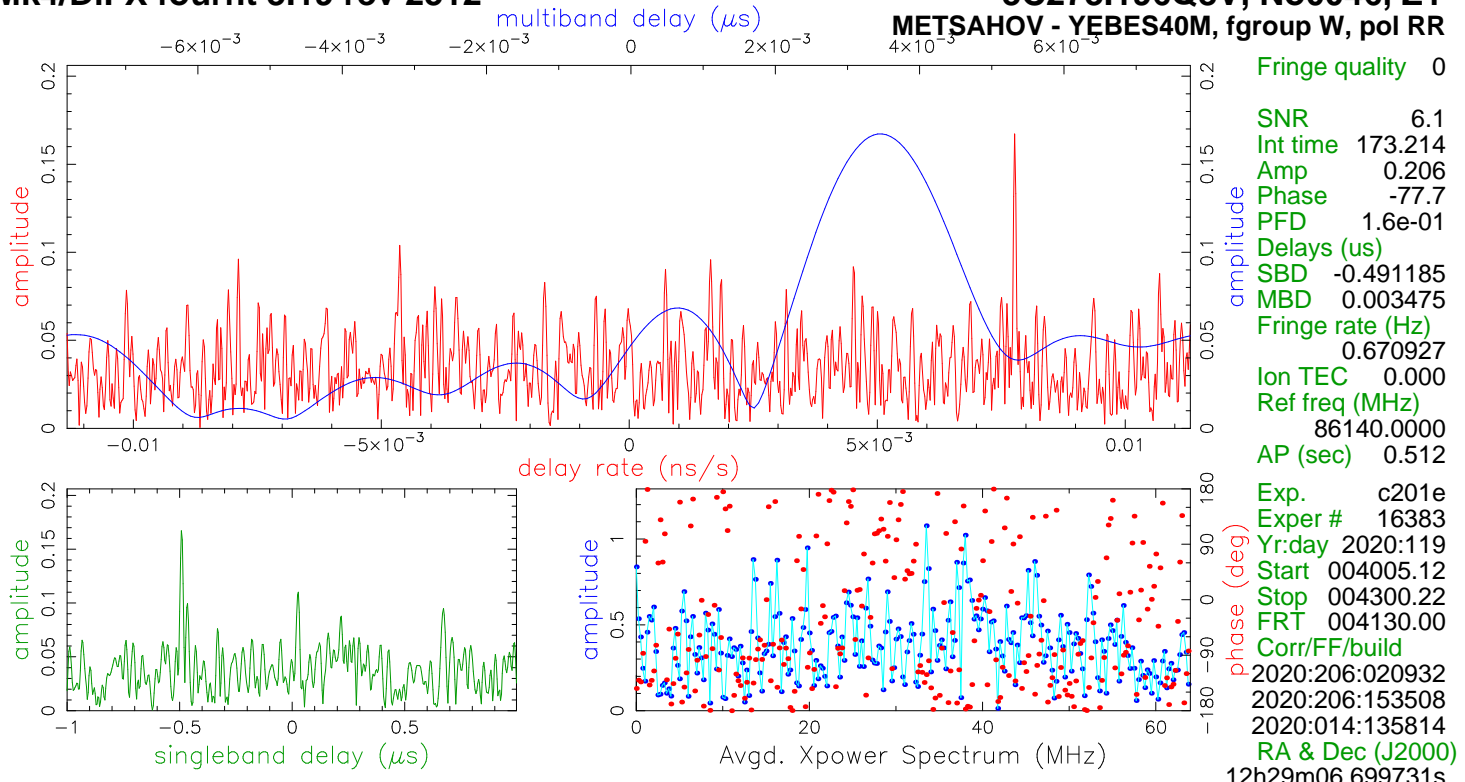 multiband delay (μs)
METSAHOV - YEBES40M, fgroup W, pol RR
−6×10⁻³ −4×10⁻³ −2×10⁻³ 0 2×10⁻³ 4×10⁻³ 6×10⁻³
amplitude
0 0.05 0.1 0.15 0.2
amplitude
0 0.05 0.1 0.15 0.2
−0.01 −5×10⁻³ 0 5×10⁻³ 0.01
delay rate (ns/s)
Fringe quality 0
SNR 6.1
Int time 173.214
Amp 0.206
Phase -77.7
PFD 1.6e-01
Delays (us)
SBD -0.491185
MBD 0.003475
Fringe rate (Hz)
0.670927
Ion TEC 0.000
Ref freq (MHz)
86140.0000
AP (sec) 0.512
Exp. c201e
Exper # 16383
Yr:day 2020:119
Start 004005.12
Stop 004300.22
FRT 004130.00
Corr/FF/build
2020:206:020932
2020:206:153508
2020:014:135814
RA & Dec (J2000)
12h29m06.699731s
amplitude
0 0.05 0.1 0.15 0.2
−1 −0.5 0 0.5
singleband delay (μs)
amplitude
0 0.5 1
0 20 40 60
Avgd. Xpower Spectrum (MHz)
phase (deg)
−180 −90 0 90 180